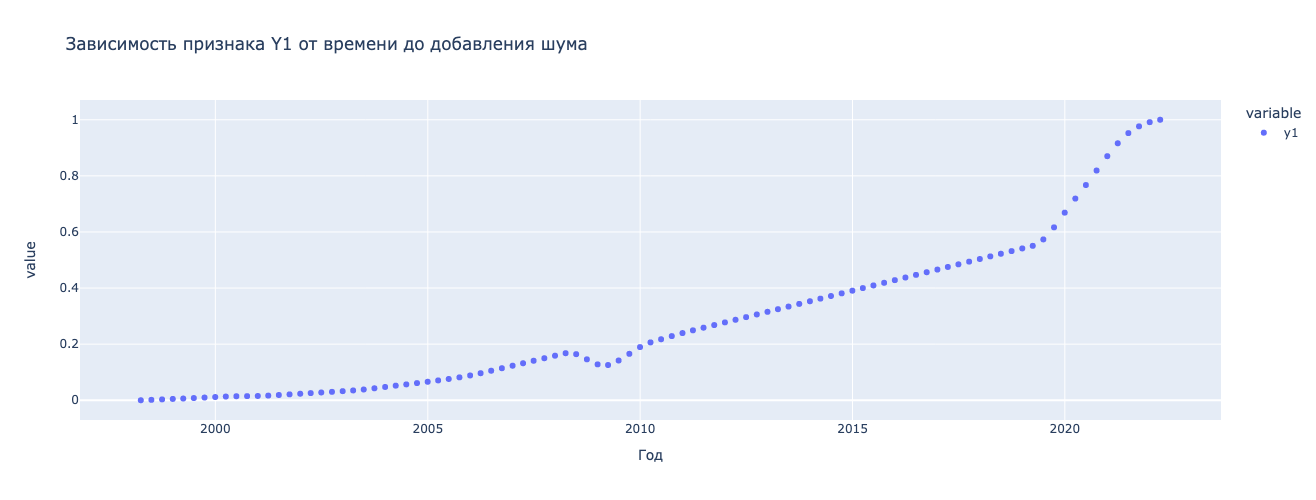 Зависимость признака Y1 от времени до добавления шума
variable
y1
value
1
0.8
0.6
0.4
0.2
0
2000
2005
2010
2015
2020
Год